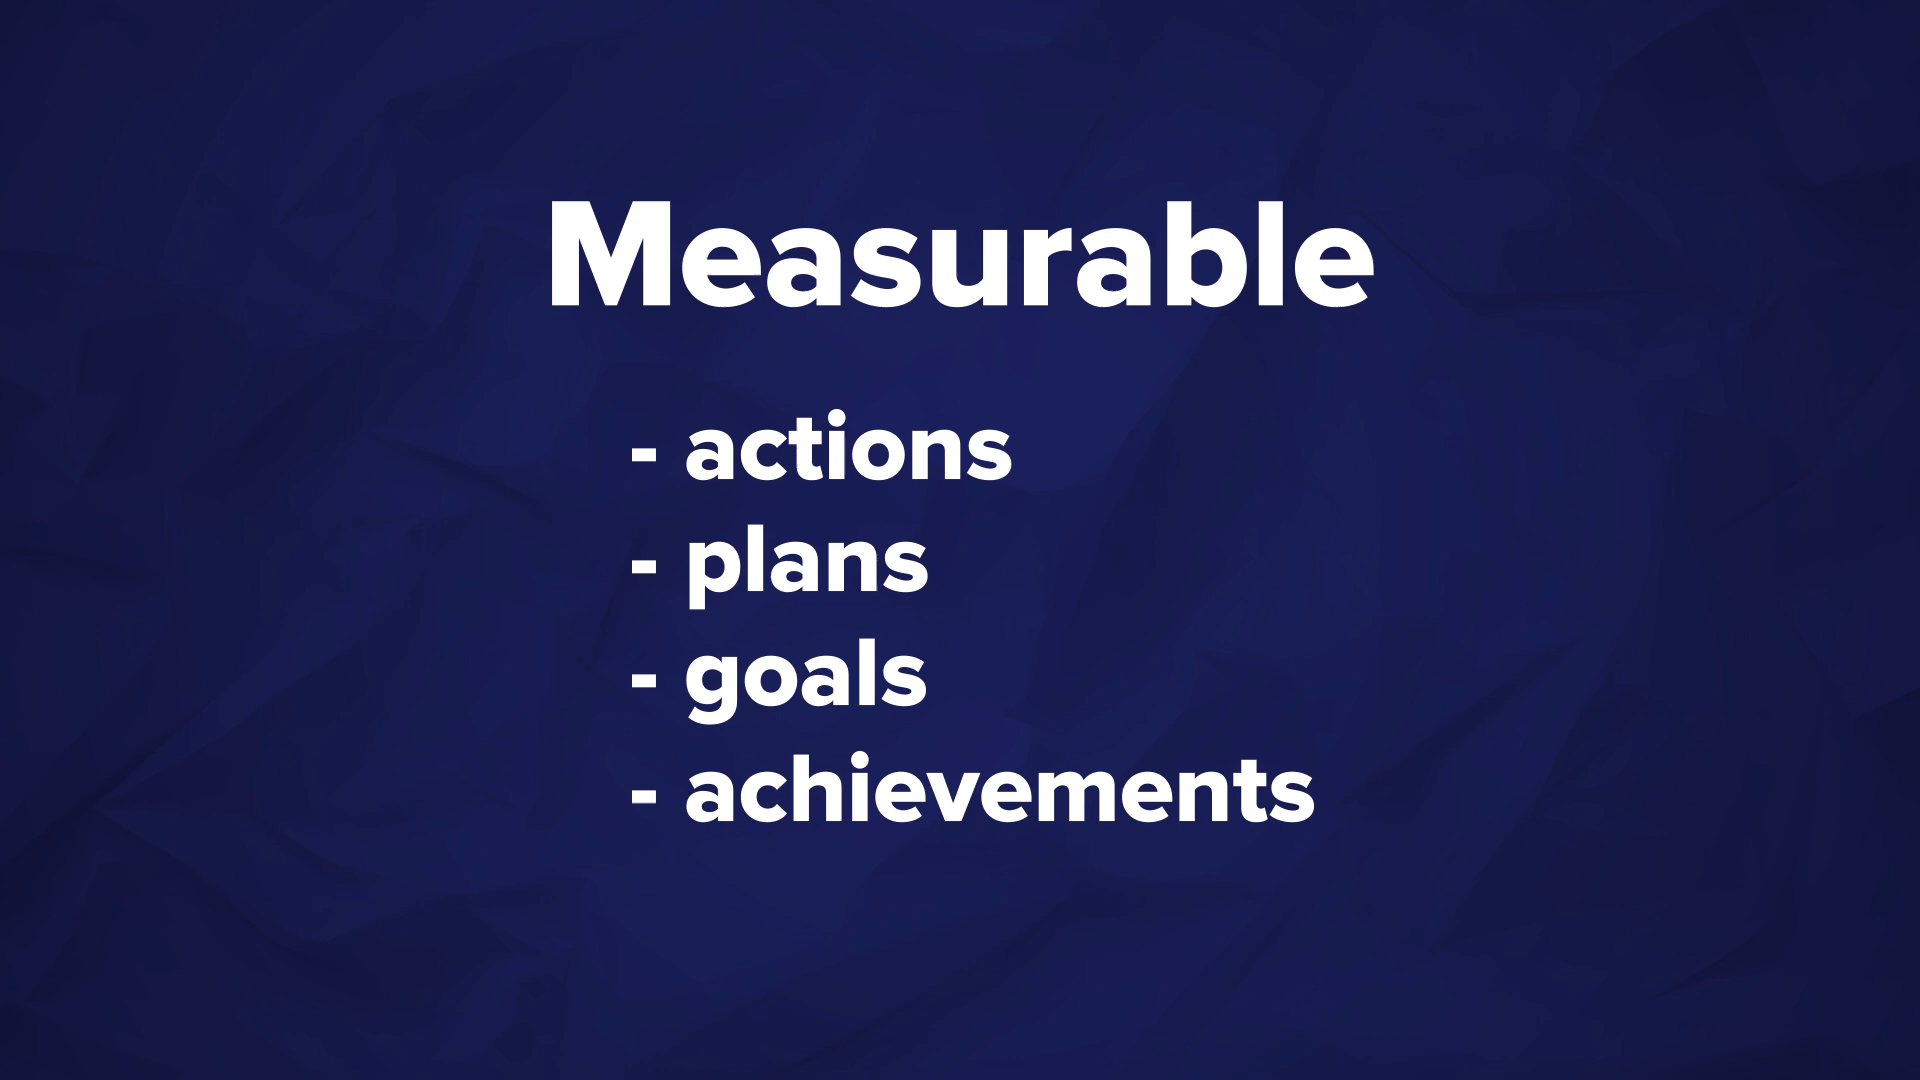 Measurable
- actions
- plans
- goals
- achievements